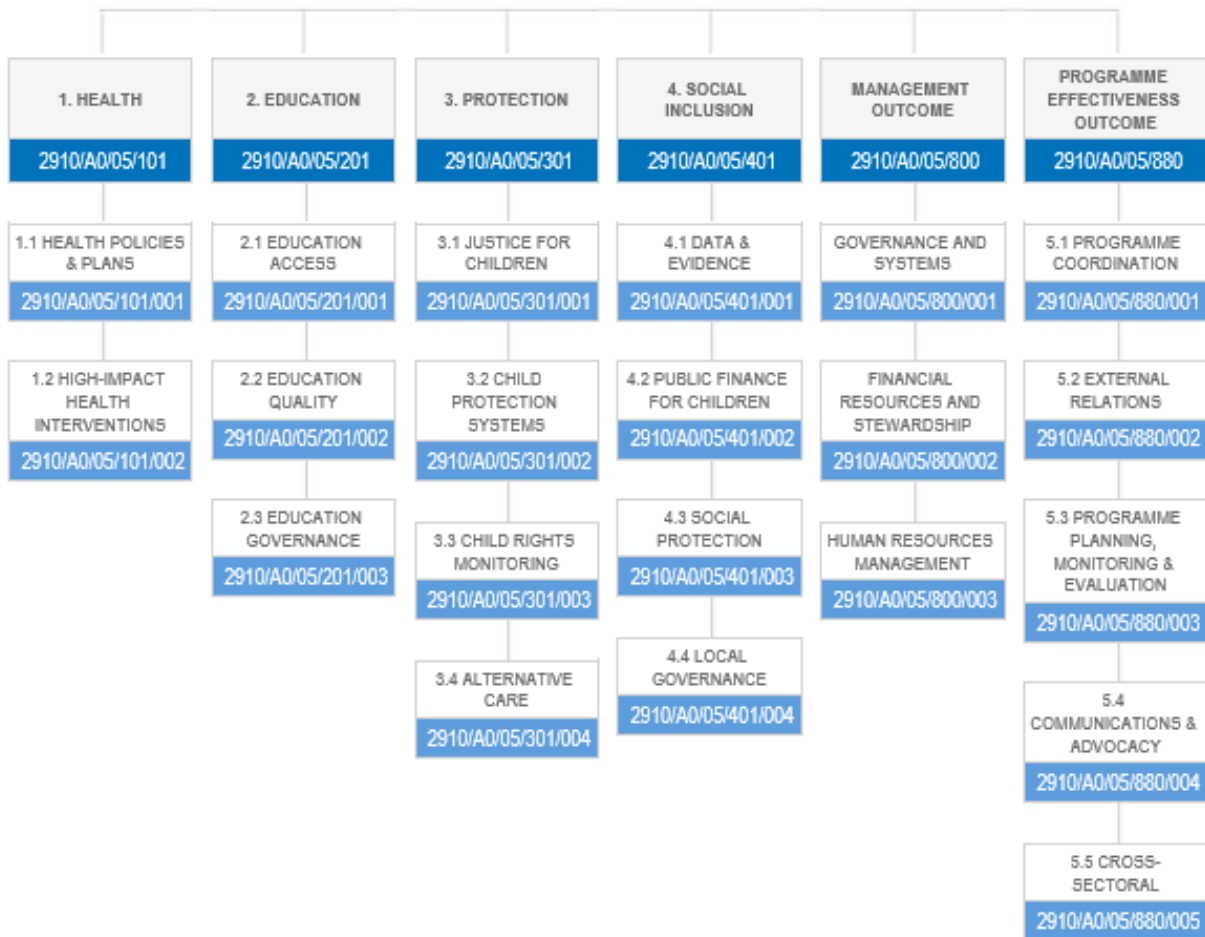 1. HEALTH
2910/A0/05/101
1.1 HEALTH POLICIES
& PLANS
2910/A0/05/101/001
1.2 HIGH-IMPACT
HEALTH
INTERVENTIONS
2910/A0/05/101/002
2. EDUCATION
2910/A0/05/201
2.1 EDUCATION
ACCESS
2910/A0/05/201/001
2.2 EDUCATION
QUALITY
2910/A0/05/201/002
2.3 EDUCATION
GOVERNANCE
2910/A0/05/201/003
3. PROTECTION
2910/A0/05/301
3.1 JUSTICE FOR
CHILDREN
2910/A0/05/301/001
3.2 CHILD
PROTECTION
SYSTEMS
2910/A0/05/301/002
3.3 CHILD RIGHTS
MONITORING
2910/A0/05/301/003
3.4 ALTERNATIVE
CARE
2910/A0/05/301/004
4. SOCIAL
INCLUSION
2910/A0/05/401
4.1 DATA &
EVIDENCE
2910/A0/05/401/001
4.2 PUBLIC FINANCE
FOR CHILDREN
2910/A0/05/401/002
4.3 SOCIAL
PROTECTION
2910/A0/05/401/003
4.4 LOCAL
GOVERNANCE
2910/A0/05/401/004
MANAGEMENT
OUTCOME
2910/A0/05/800
GOVERNANCE AND
SYSTEMS
2910/A0/05/800/001
FINANCIAL
RESOURCES AND
STEWARDSHIP
2910/A0/05/800/002
HUMAN RESOURCES
MANAGEMENT
2910/A0/05/800/003
PROGRAMME
EFFECTIVENESS
OUTCOME
2910/A0/05/880
5.1 PROGRAMME
COORDINATION
2910/A0/05/880/001
5.2 EXTERNAL
RELATIONS
2910/A0/05/880/002
5.3 PROGRAMME
PLANNING,
MONITORING &
EVALUATION
2910/A0/05/880/003
5.4
COMMUNICATIONS &
ADVOCACY
2910/A0/05/880/004
5.5 CROSS-
SECTORAL
2910/A0/05/880/005